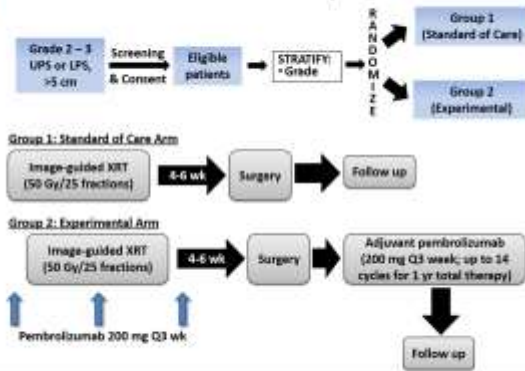 Grade 2 – 3
UPS or LPS,
>5 cm
Screening
& Consent
Eligible
patients
STRATIFY:
• Grade
RANDOMIZE
Group 1
(Standard of Care)
Group 2
(Experimental)
Group 1: Standard of Care Arm
Image-guided XRT
(50 Gy/25 fractions)
4-6 wk
Surgery
Follow up
Group 2: Experimental Arm
Image-guided XRT
(50 Gy/25 fractions)
4-6 wk
Surgery
Adjuvant pembrolizumab
(200 mg Q3 week; up to 14
cycles for 1 yr total therapy)
Pembrolizumab 200 mg Q3 wk
Follow up